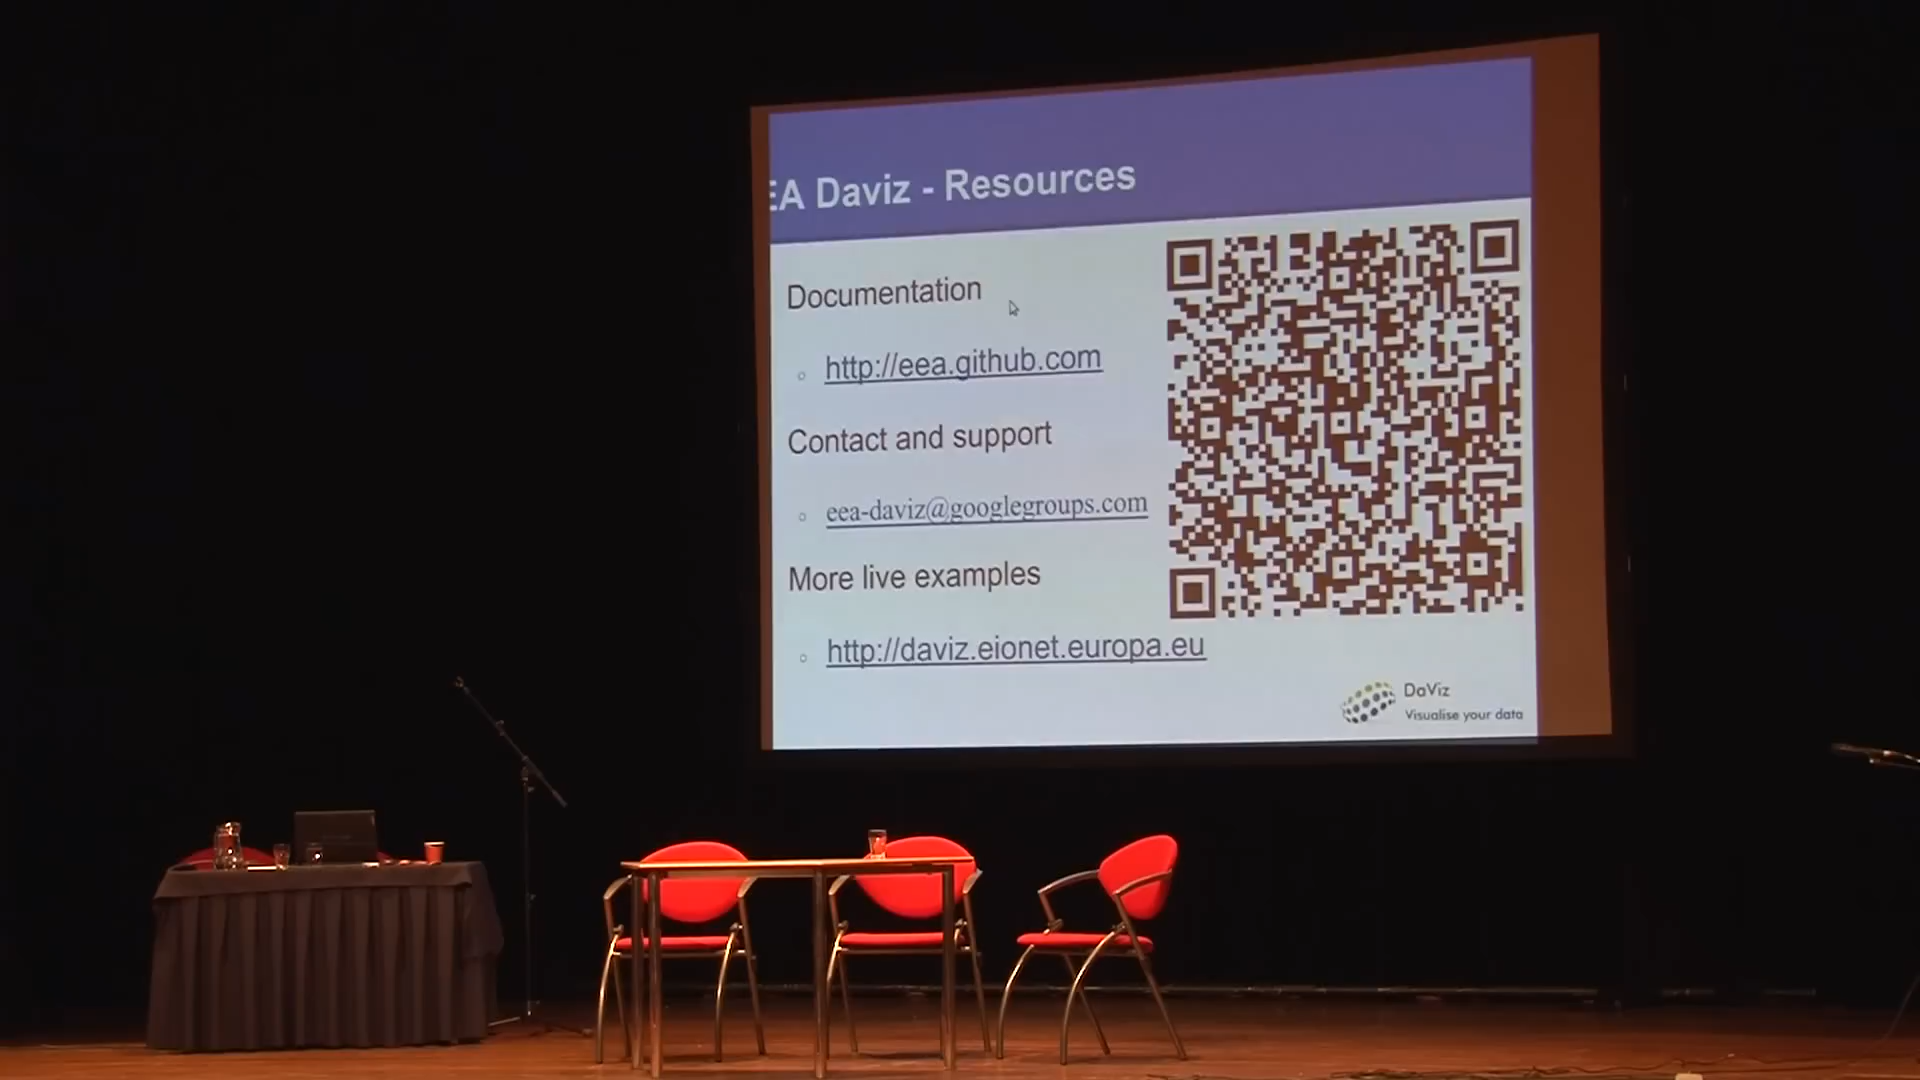 EA Daviz - Resources
Documentation
http://eea.github.com
Contact and support
eea-daviz@googlegroups.com
More live examples
http://daviz.eionet.europa.eu
DaViz
Visualise your data